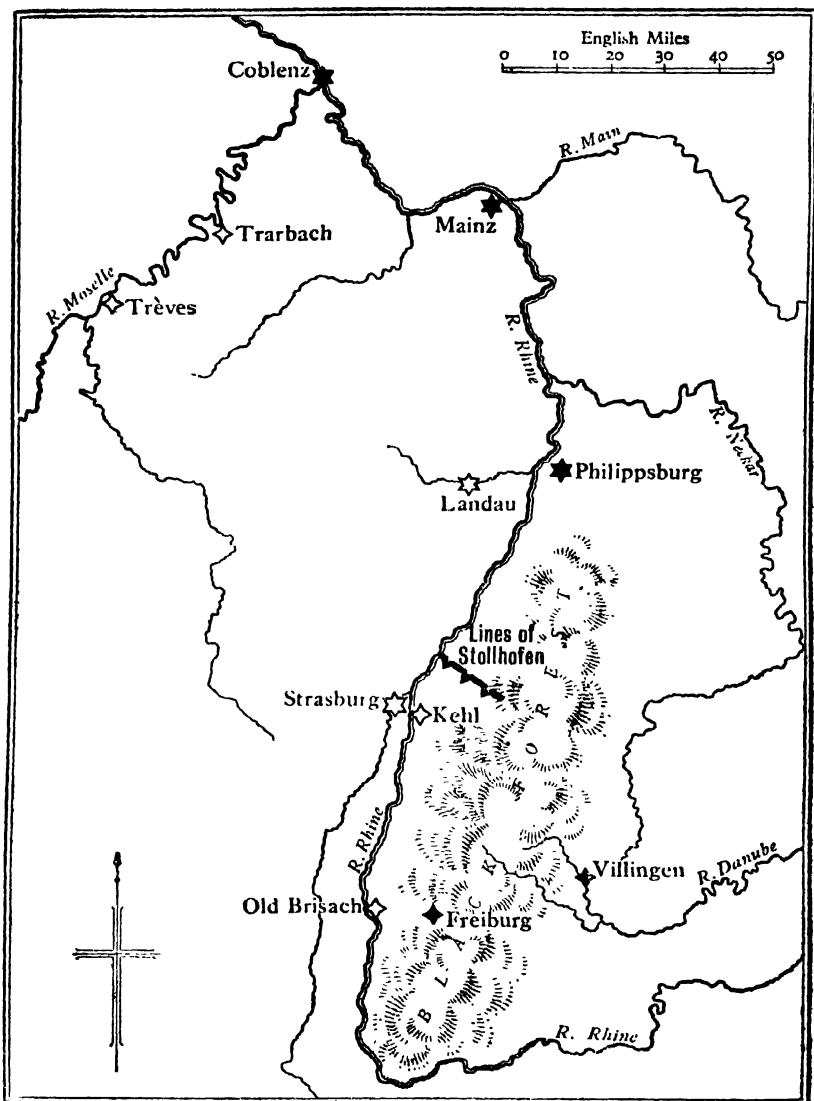 English Miles
0 10 20 30 40 50
Coblenz
R. Main
Mainz
Trarbach
R. Moselle
Trèves
R. Rhine
R. Neckar
Philippsburg
Landau
Lines of
Stollhofen
Strasburg
Kehl
BLACK FOREST
R. Rhine
Villingen
R. Danube
Old Brisach
Freiburg
R. Rhine